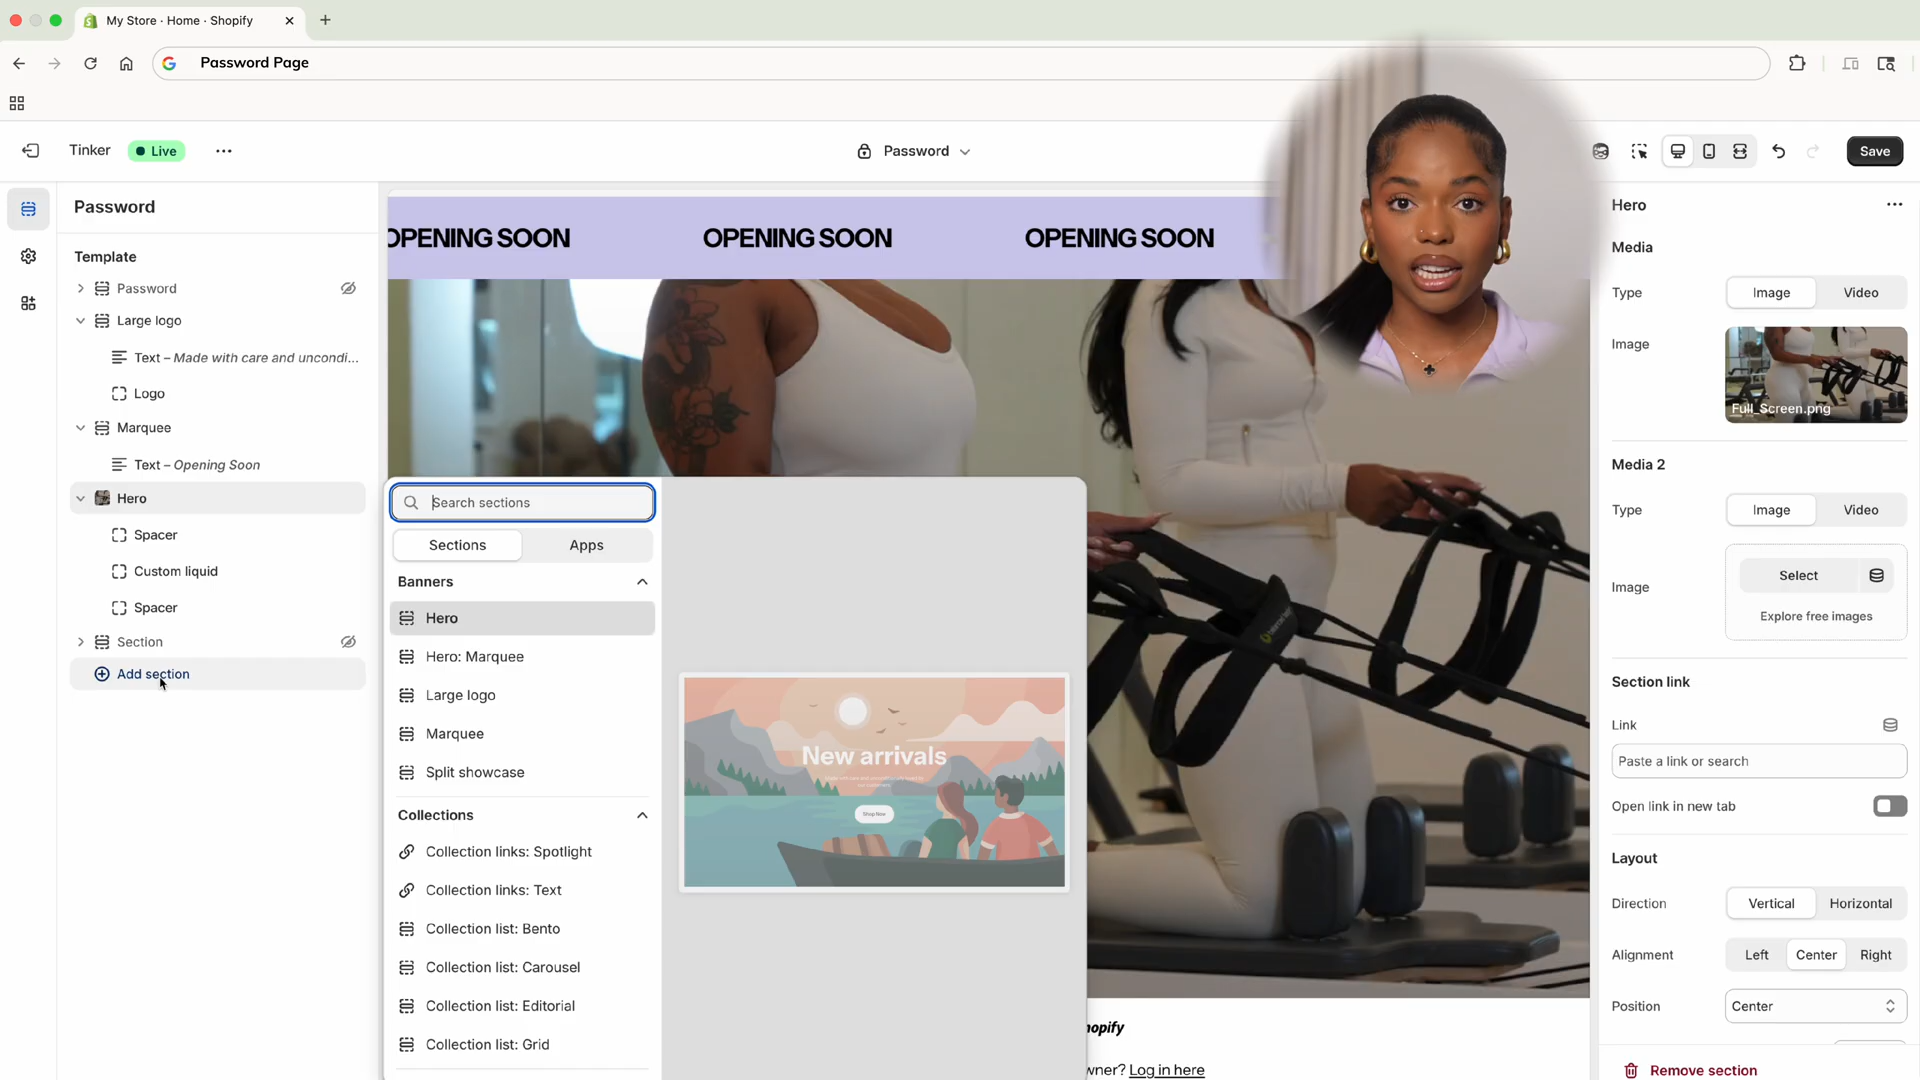 My Store · Home · Shopify
Password Page
Tinker
Live
Password
Save
Password
Template
Password
Large logo
Text – Made with care and uncondi...
Logo
Marquee
Text – Opening Soon
Hero
Spacer
Custom liquid
Spacer
Section
Add section
OPENING SOON
OPENING SOON
OPENING SOON
Search sections
Sections
Apps
Banners
Hero
Hero: Marquee
Large logo
Marquee
Split showcase
Collections
Collection links: Spotlight
Collection links: Text
Collection list: Bento
Collection list: Carousel
Collection list: Editorial
Collection list: Grid
New arrivals
Shop Now
hopify
wner? Log in here
Hero
Media
Type
Image
Video
Image
Full_Screen.png
Media 2
Type
Image
Video
Image
Select
Explore free images
Section link
Link
Paste a link or search
Open link in new tab
Layout
Direction
Vertical
Horizontal
Alignment
Left
Center
Right
Position
Center
Remove section